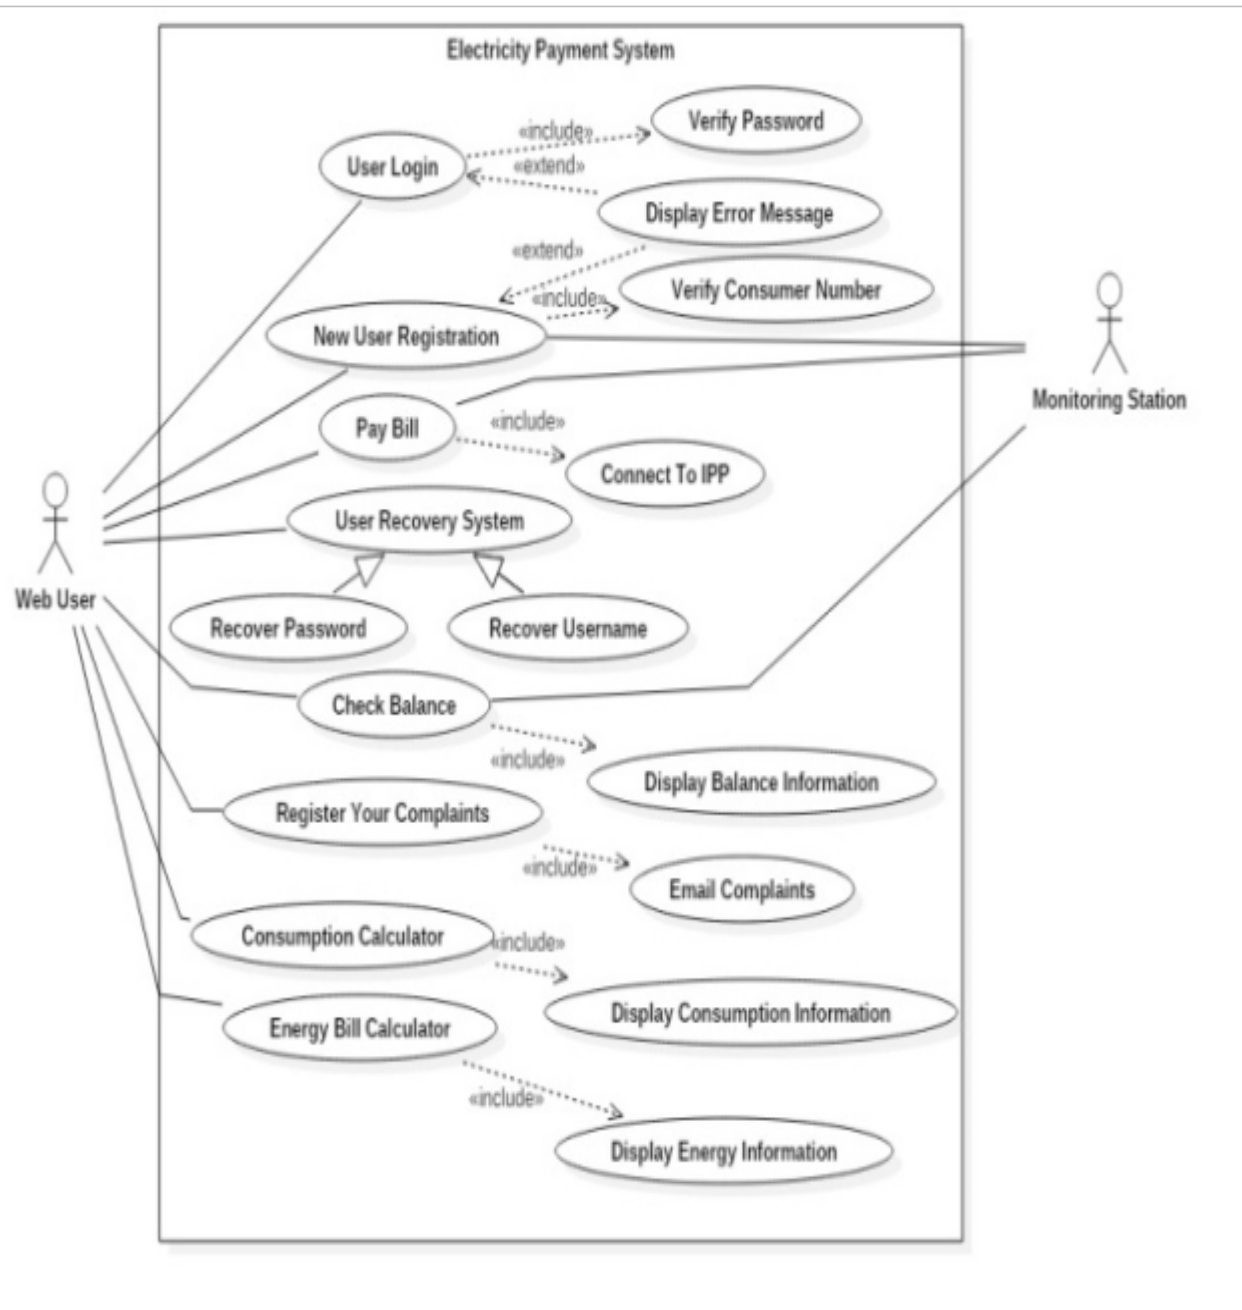 Electricity Payment System
«include»
Verify Password
User Login
«extend»
Display Error Message
«extend»
Verify Consumer Number
«include»
New User Registration
Monitoring Station
Pay Bill
«include»
Connect To IPP
User Recovery System
Web User
Recover Password
Recover Username
Check Balance
«include»
Display Balance Information
Register Your Complaints
«include»
Email Complaints
Consumption Calculator
«include»
Display Consumption Information
Energy Bill Calculator
«include»
Display Energy Information